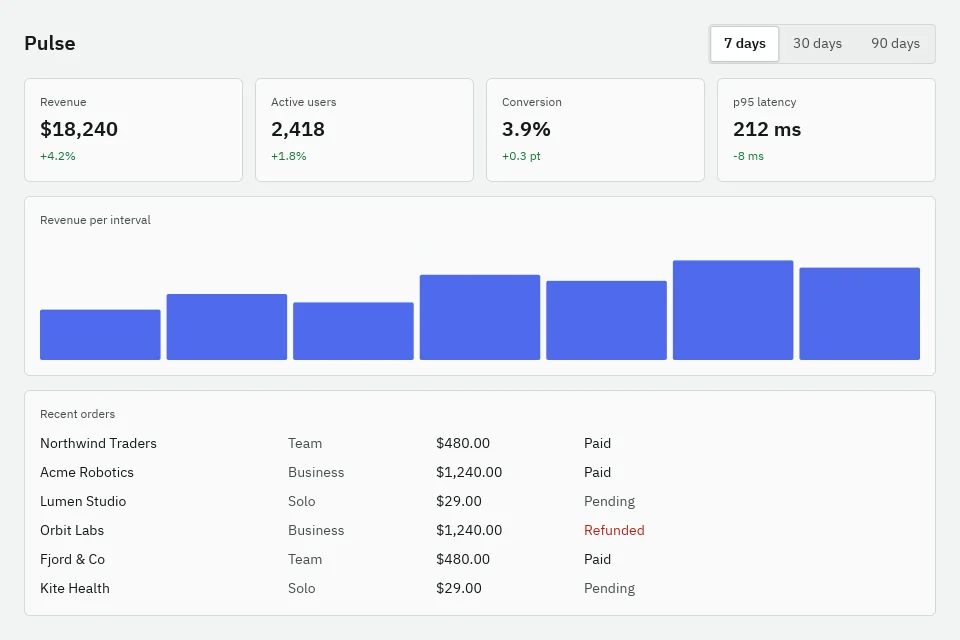 Pulse
7 days 30 days 90 days
Revenue Active users Conversion p95 latency
$18,240 2,418 3.9% 212 ms
+4.2% +1.8% +0.3 pt -8 ms
Revenue per interval
Recent orders
Northwind Traders Team $480.00 Paid
Acme Robotics Business $1,240.00 Paid
Lumen Studio Solo $29.00 Pending
Orbit Labs Business $1,240.00 Refunded
Fjord & Co Team $480.00 Paid
Kite Health Solo $29.00 Pending